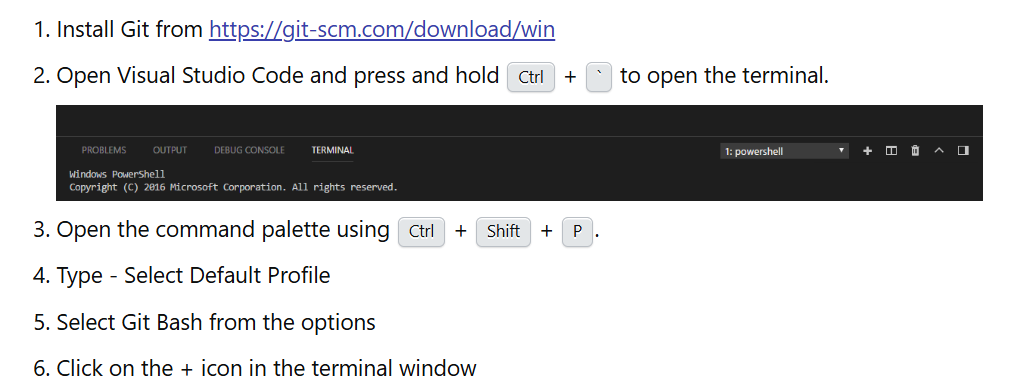 1. Install Git from https://git-scm.com/download/win
2. Open Visual Studio Code and press and hold Ctrl + ` to open the terminal.
PROBLEMS OUTPUT DEBUG CONSOLE TERMINAL 1: powershell
Windows PowerShell
Copyright (C) 2016 Microsoft Corporation. All rights reserved.
3. Open the command palette using Ctrl + Shift + P.
4. Type - Select Default Profile
5. Select Git Bash from the options
6. Click on the + icon in the terminal window